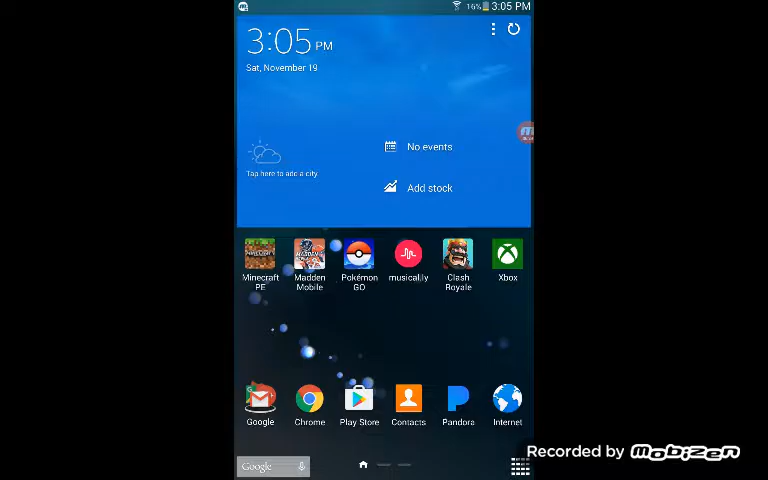 16% 3:05 PM
3:05 PM
Sat, November 19
No events
Tap here to add a city
Add stock
Minecraft PE
Madden Mobile
Pokémon GO
musical.ly
Clash Royale
Xbox
Google
Chrome
Play Store
Contacts
Pandora
Internet
Google
Recorded by Mobizen